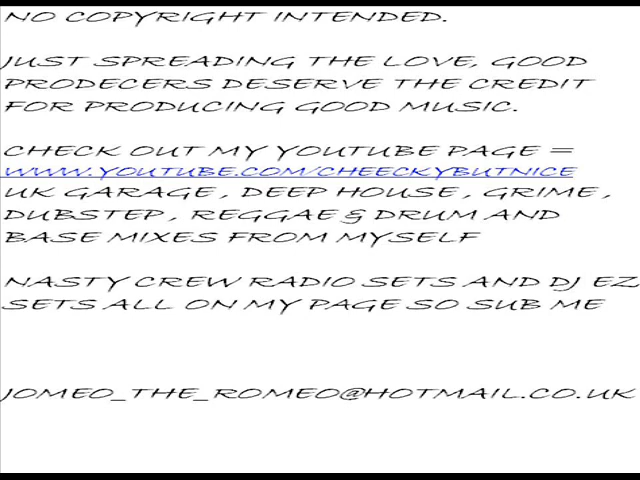 NO COPYRIGHT INTENDED.
JUST SPREADING THE LOVE, GOOD
PRODECERS DESERVE THE CREDIT
FOR PRODUCING GOOD MUSIC.
CHECK OUT MY YOUTUBE PAGE =
WWW.YOUTUBE.COM/CHEECKYBUTNICE
UK GARAGE , DEEP HOUSE , GRIME ,
DUBSTEP , REGGAE & DRUM AND
BASE MIXES FROM MYSELF
NASTY CREW RADIO SETS AND DJ EZ
SETS ALL ON MY PAGE SO SUB ME
JOMEO_THE_ROMEO@HOTMAIL.CO.UK